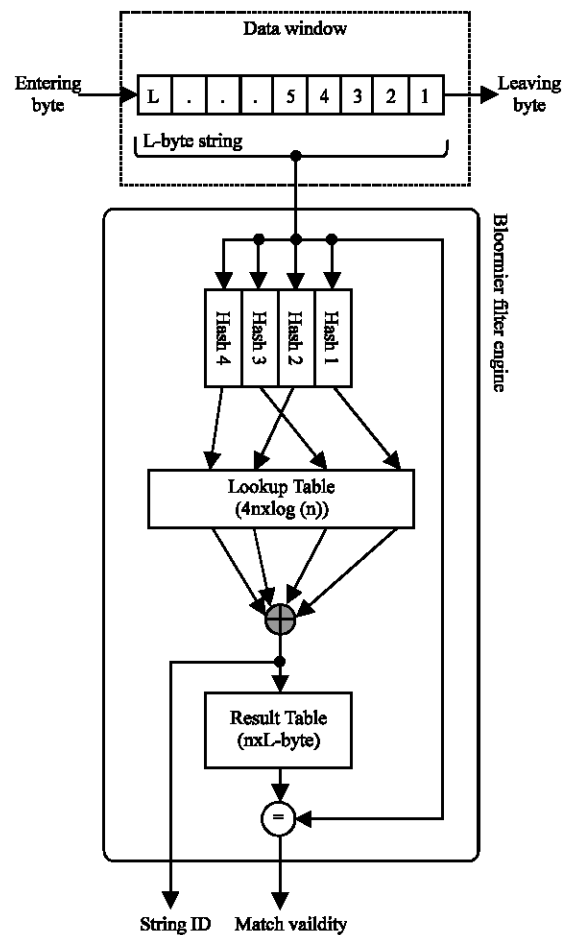 Data window
Entering
byte
L . . . 5 4 3 2 1
Leaving
byte
L-byte string
Bloormier filter engine
Hash 4
Hash 3
Hash 2
Hash 1
Lookup Table
(4nxlog (n))
Result Table
(nxL-byte)
=
String ID
Match vaildity